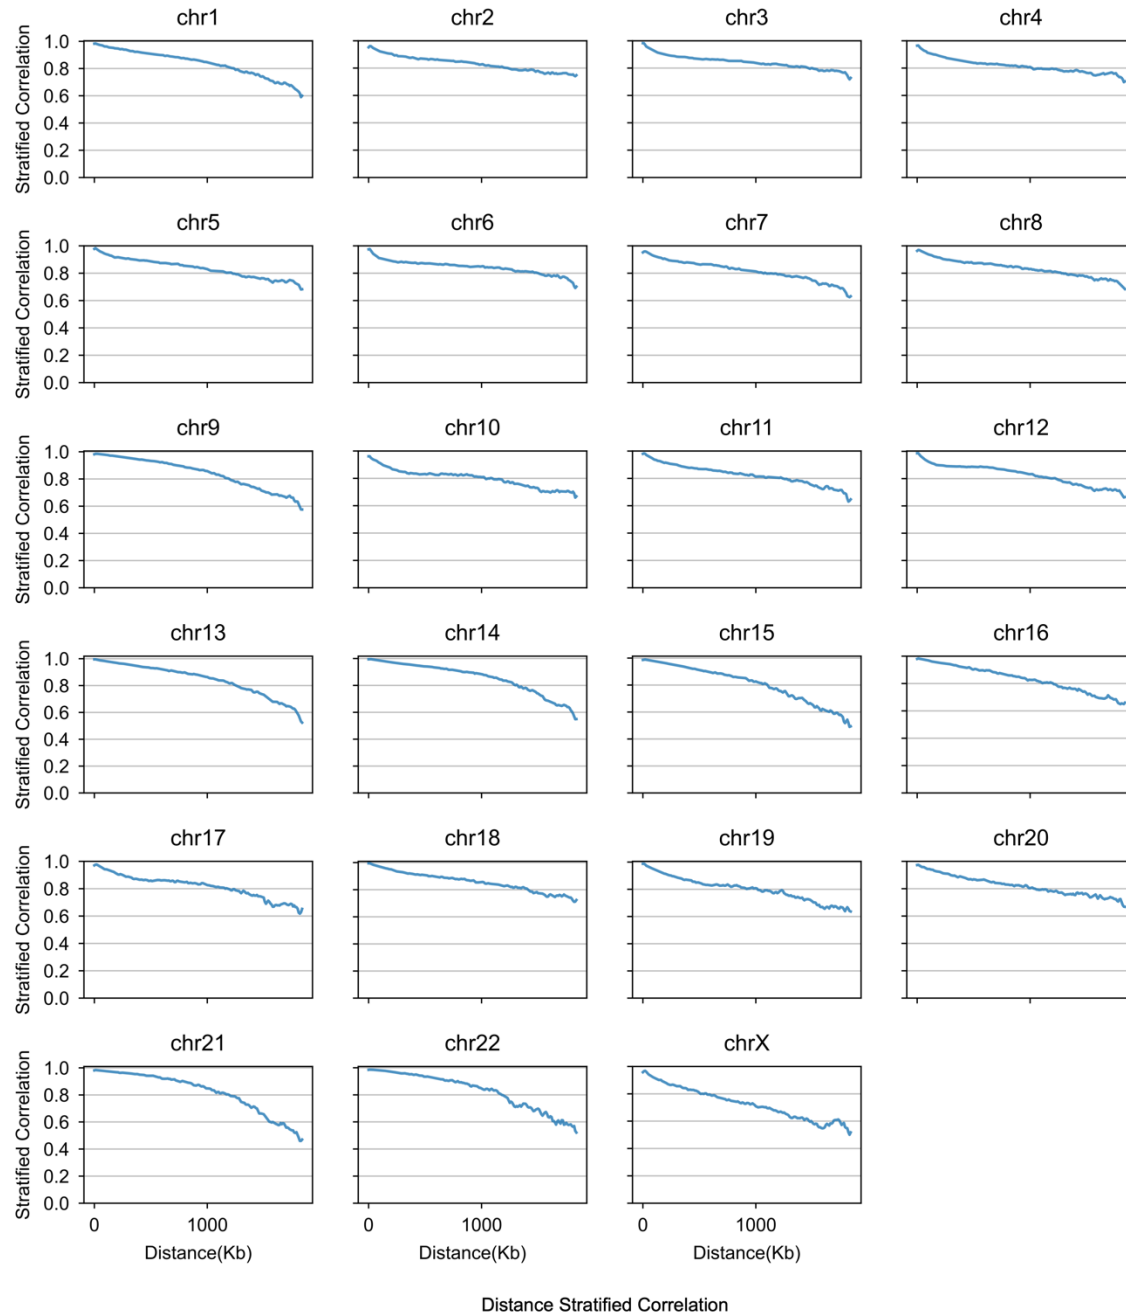 chr1 chr2 chr3 chr4
Stratified Correlation
1.0
0.8
0.6
0.4
0.2
0.0
chr5 chr6 chr7 chr8
Stratified Correlation
1.0
0.8
0.6
0.4
0.2
0.0
chr9 chr10 chr11 chr12
Stratified Correlation
1.0
0.8
0.6
0.4
0.2
0.0
chr13 chr14 chr15 chr16
Stratified Correlation
1.0
0.8
0.6
0.4
0.2
0.0
chr17 chr18 chr19 chr20
Stratified Correlation
1.0
0.8
0.6
0.4
0.2
0.0
chr21 chr22 chrX
Stratified Correlation
1.0
0.8
0.6
0.4
0.2
0.0
0 1000 0 1000 0 1000
Distance(Kb) Distance(Kb) Distance(Kb)
Distance Stratified Correlation